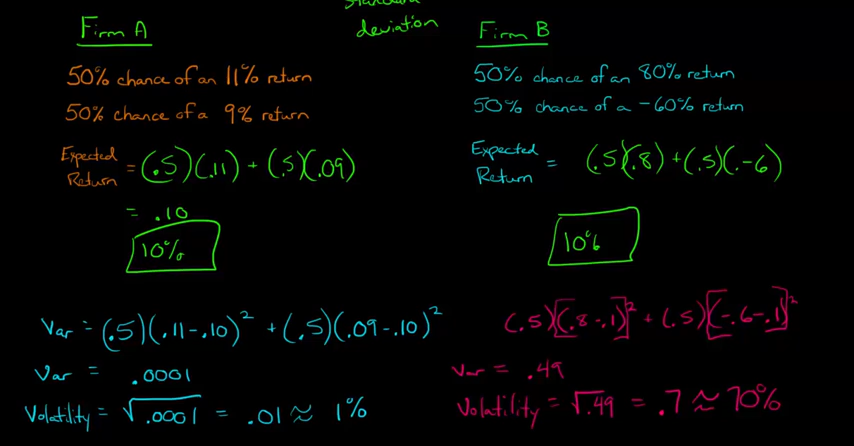 Standard
deviation
Firm A
50% chance of an 11% return
50% chance of a 9% return
Expected
Return = (.5)(.11) + (.5)(.09)
= .10
10%
Var = (.5)(.11-.10)² + (.5)(.09-.10)²
Var = .0001
Volatility = √.0001 = .01 ≈ 1%
Firm B
50% chance of an 80% return
50% chance of a -60% return
Expected
Return = (.5)(.8) + (.5)(.-6)
10%
(.5)[.8-.1]² + (.5)[-.6-.1]²
Var = .49
Volatility = √.49 = .7 ≈ 70%